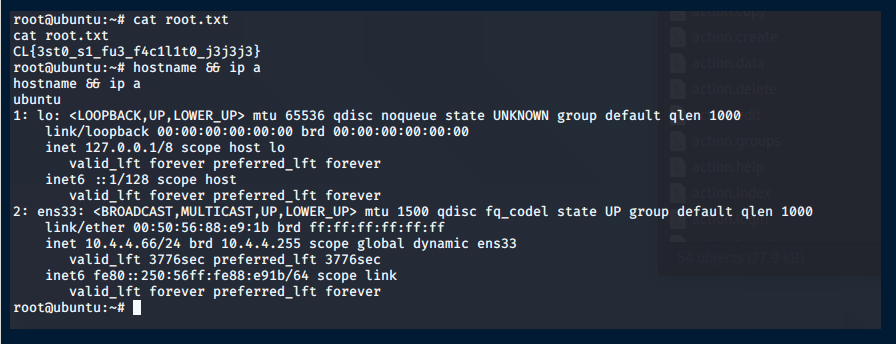 root@ubuntu:~# cat root.txt
cat root.txt
CL{3st0_s1_fu3_f4c1l1t0_j3j3j3}
root@ubuntu:~# hostname && ip a
hostname && ip a
ubuntu
1: lo: <LOOPBACK,UP,LOWER_UP> mtu 65536 qdisc noqueue state UNKNOWN group default qlen 1000
    link/loopback 00:00:00:00:00:00 brd 00:00:00:00:00:00
    inet 127.0.0.1/8 scope host lo
       valid_lft forever preferred_lft forever
    inet6 ::1/128 scope host
       valid_lft forever preferred_lft forever
2: ens33: <BROADCAST,MULTICAST,UP,LOWER_UP> mtu 1500 qdisc fq_codel state UP group default qlen 1000
    link/ether 00:50:56:88:e9:1b brd ff:ff:ff:ff:ff:ff
    inet 10.4.4.66/24 brd 10.4.4.255 scope global dynamic ens33
       valid_lft 3776sec preferred_lft 3776sec
    inet6 fe80::250:56ff:fe88:e91b/64 scope link
       valid_lft forever preferred_lft forever
root@ubuntu:~#
action.create
action.data
action.delete
action.groups
action.help
action.index